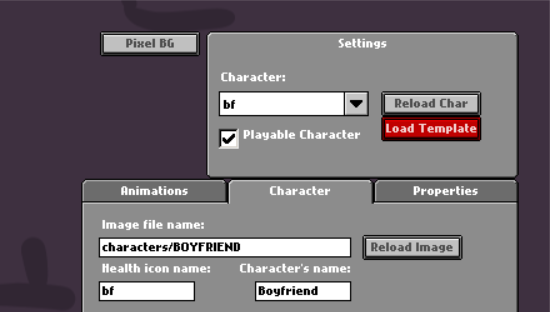 Pixel BG
Settings
Character:
bf
Reload Char
Playable Character
Load Template
Animations
Character
Properties
Image file name:
characters/BOYFRIEND
Reload Image
Health icon name:
Character's name:
bf
Boyfriend